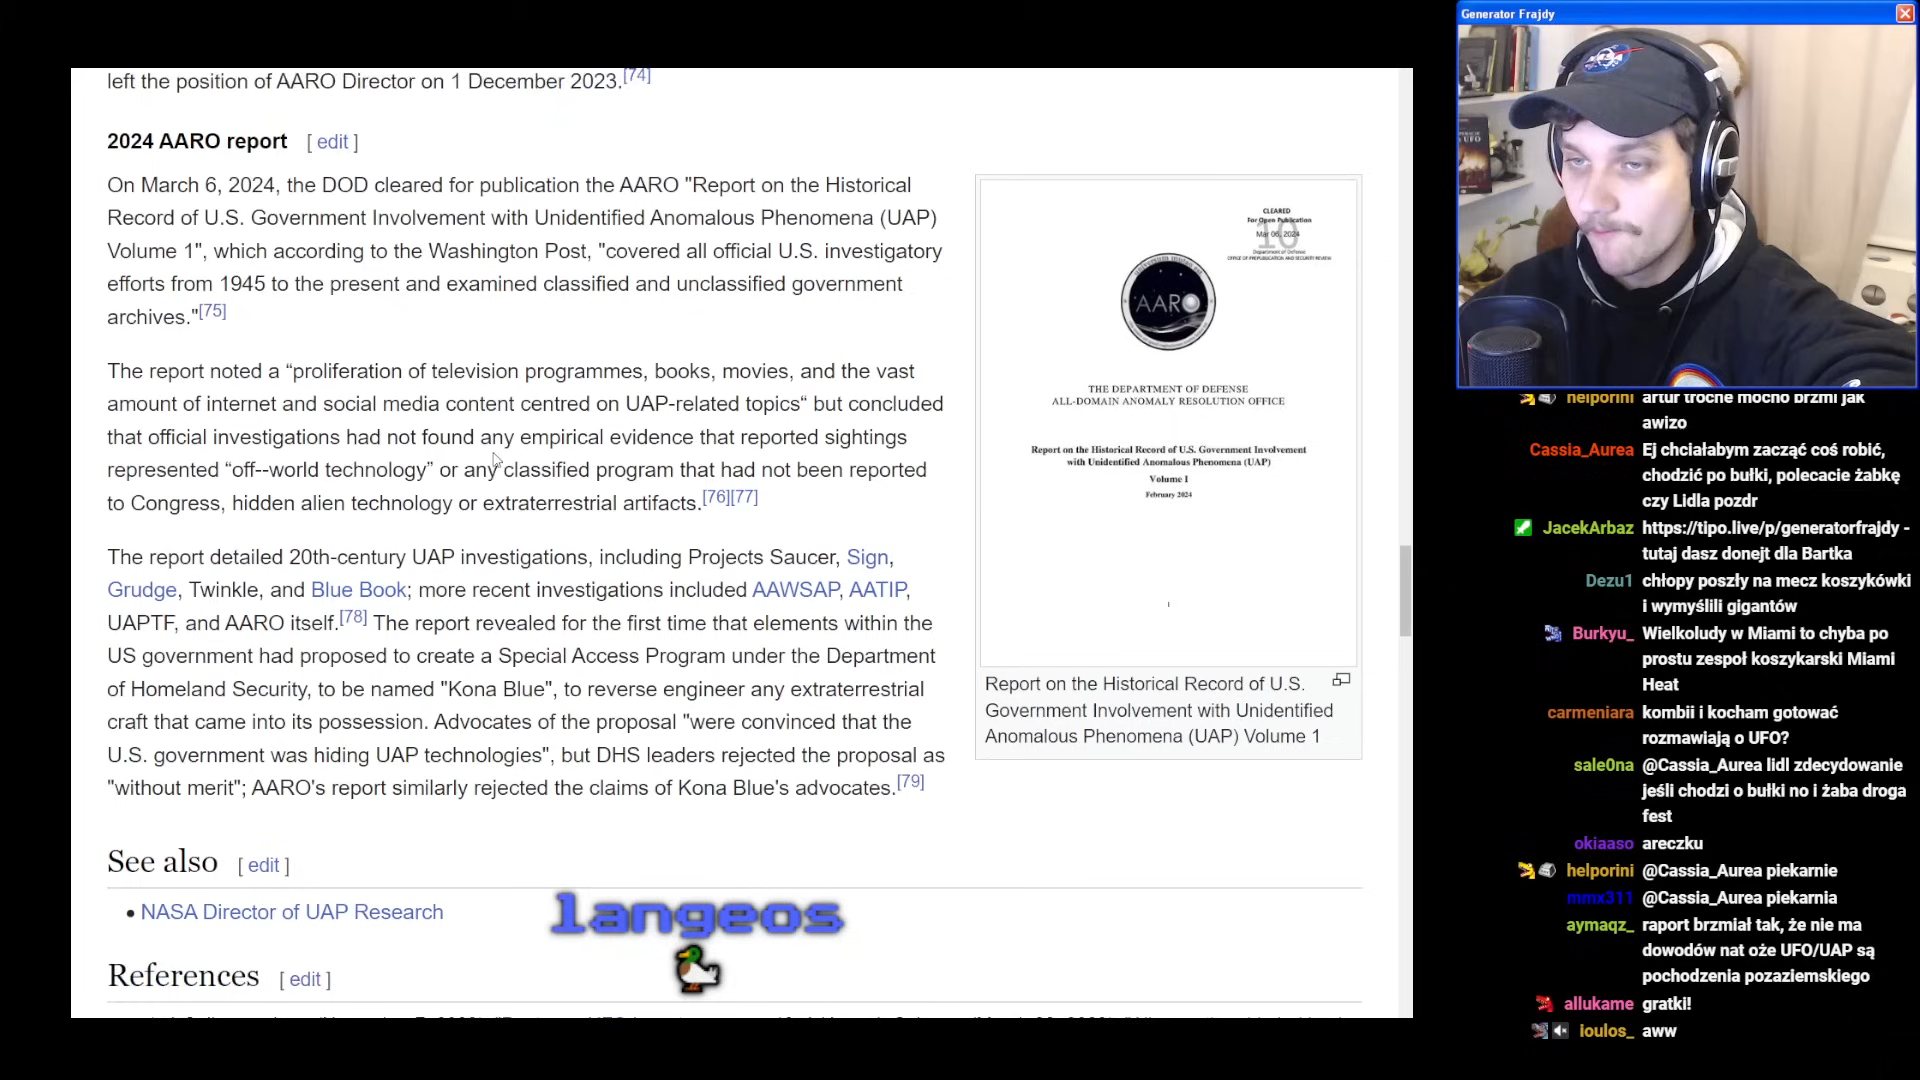 left the position of AARO Director on 1 December 2023.[74]
2024 AARO report [ edit ]
On March 6, 2024, the DOD cleared for publication the AARO "Report on the Historical
Record of U.S. Government Involvement with Unidentified Anomalous Phenomena (UAP)
Volume 1", which according to the Washington Post, "covered all official U.S. investigatory
efforts from 1945 to the present and examined classified and unclassified government
archives."[75]
The report noted a “proliferation of television programmes, books, movies, and the vast
amount of internet and social media content centred on UAP-related topics“ but concluded
that official investigations had not found any empirical evidence that reported sightings
represented “off--world technology” or any classified program that had not been reported
to Congress, hidden alien technology or extraterrestrial artifacts.[76][77]
The report detailed 20th-century UAP investigations, including Projects Saucer, Sign,
Grudge, Twinkle, and Blue Book; more recent investigations included AAWSAP, AATIP,
UAPTF, and AARO itself.[78] The report revealed for the first time that elements within the
US government had proposed to create a Special Access Program under the Department
of Homeland Security, to be named "Kona Blue", to reverse engineer any extraterrestrial
craft that came into its possession. Advocates of the proposal "were convinced that the
U.S. government was hiding UAP technologies", but DHS leaders rejected the proposal as
"without merit"; AARO's report similarly rejected the claims of Kona Blue's advocates.[79]
CLEARED
For Open Publication
Mar 06, 2024
10
Department of Defense
OFFICE OF PREPUBLICATION AND SECURITY REVIEW
AARO
THE DEPARTMENT OF DEFENSE
ALL-DOMAIN ANOMALY RESOLUTION OFFICE
Report on the Historical Record of U.S. Government Involvement
with Unidentified Anomalous Phenomena (UAP)
Volume I
February 2024
Report on the Historical Record of U.S.
Government Involvement with Unidentified
Anomalous Phenomena (UAP) Volume 1
See also [ edit ]
• NASA Director of UAP Research
langeos
References [ edit ]
Generator Frajdy
NASA
UFO
helporini artur trochę mocno brzmi jak
awizo
Cassia_Aurea Ej chciałabym zacząć coś robić,
chodzić po bułki, polecacie żabkę
czy Lidla pozdr
JacekArbaz https://tipo.live/p/generatorfrajdy -
tutaj dasz donejt dla Bartka
Dezu1 chłopy poszły na mecz koszykówki
i wymyślili gigantów
Burkyu_ Wielkoludy w Miami to chyba po
prostu zespoł koszykarski Miami
Heat
carmeniara kombii i kocham gotować
rozmawiają o UFO?
sale0na @Cassia_Aurea lidl zdecydowanie
jeśli chodzi o bułki no i żaba droga
fest
okiaaso areczku
helporini @Cassia_Aurea piekarnie
mmx311 @Cassia_Aurea piekarnia
aymaqz_ raport brzmiał tak, że nie ma
dowodów nat oże UFO/UAP są
pochodzenia pozaziemskiego
allukame gratki!
ioulos_ aww